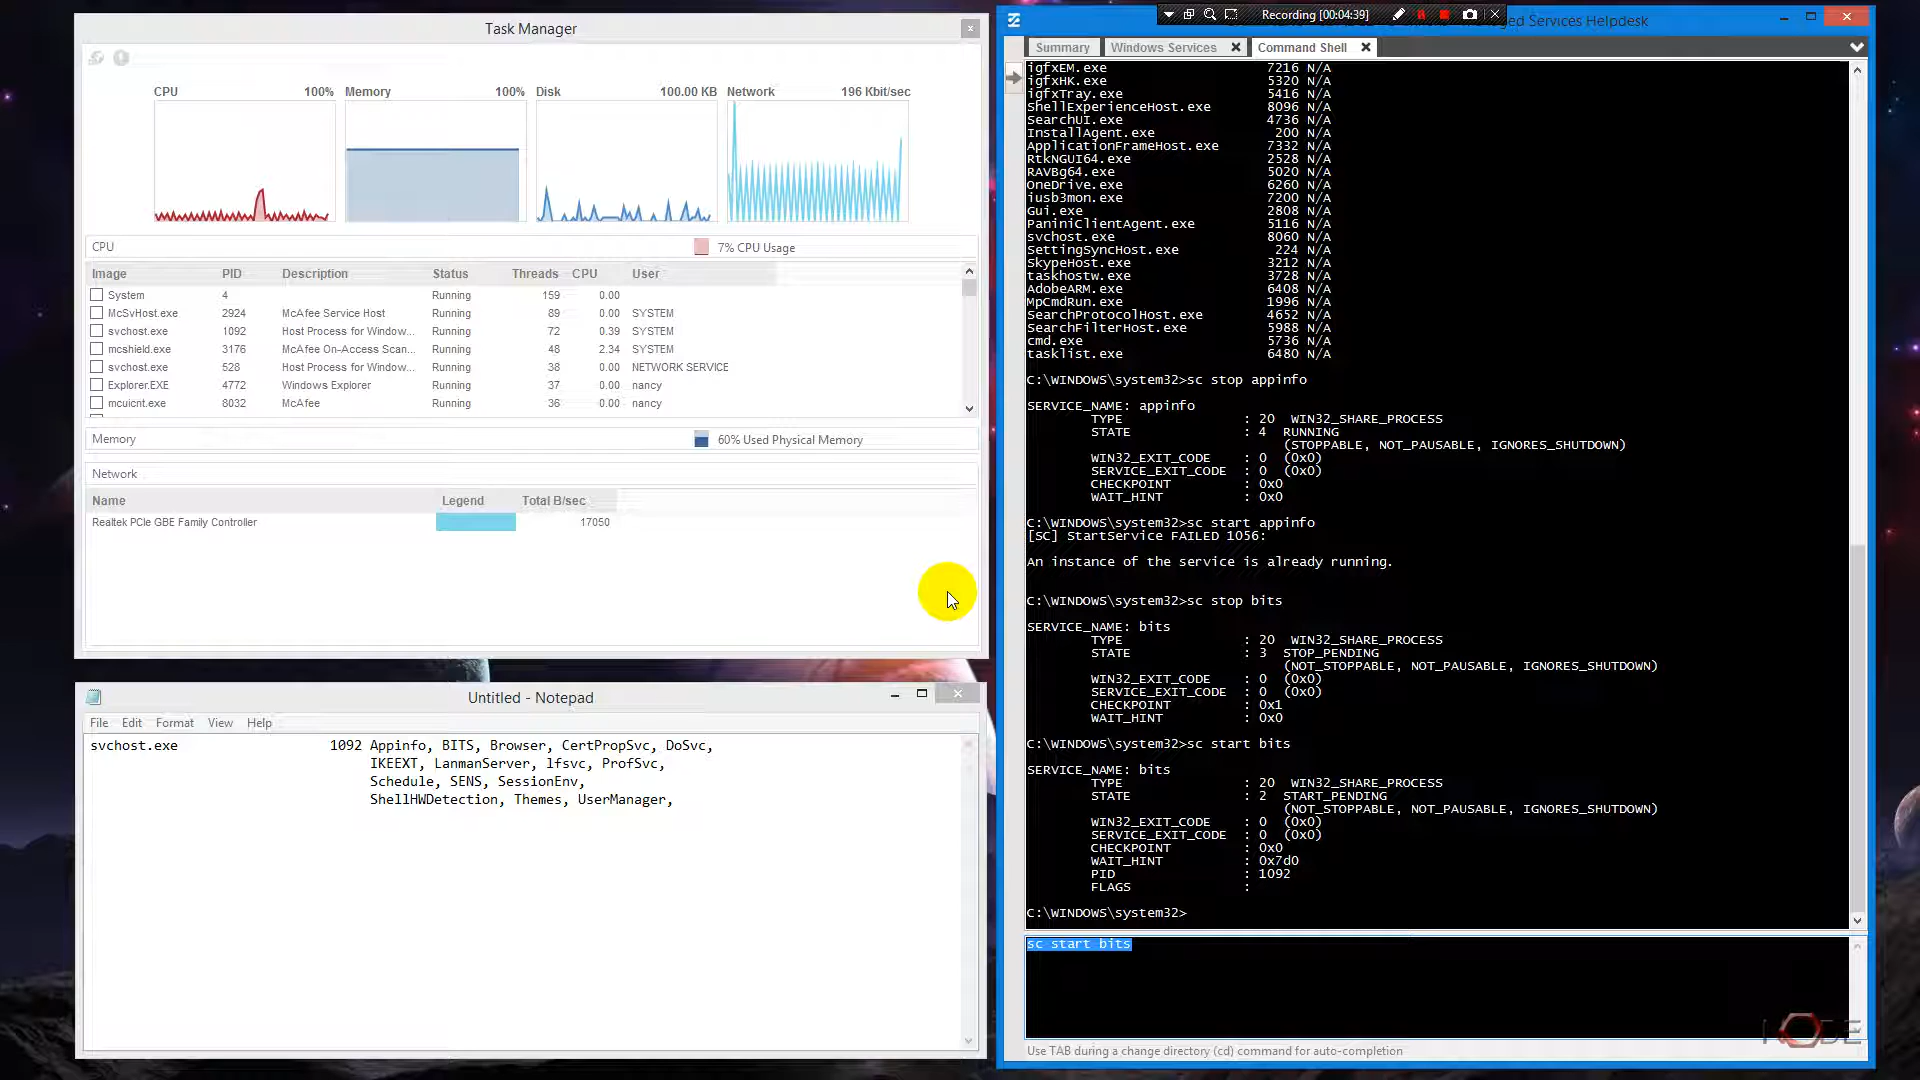 Task Manager
CPU 100% Memory 100% Disk 100.00 KB Network 196 Kbit/sec
CPU 7% CPU Usage
Image PID Description Status Threads CPU User
System 4 Running 159 0.00
McSvHost.exe 2924 McAfee Service Host Running 89 0.00 SYSTEM
svchost.exe 1092 Host Process for Window... Running 72 0.39 SYSTEM
mcshield.exe 3176 McAfee On-Access Scan... Running 48 2.34 SYSTEM
svchost.exe 528 Host Process for Window... Running 38 0.00 NETWORK SERVICE
Explorer.EXE 4772 Windows Explorer Running 37 0.00 nancy
mcuicnt.exe 8032 McAfee Running 36 0.00 nancy
Memory 60% Used Physical Memory
Network
Name Legend Total B/sec
Realtek PCIe GBE Family Controller 17050
Untitled - Notepad
File Edit Format View Help
svchost.exe 1092 Appinfo, BITS, Browser, CertPropSvc, DoSvc,
IKEEXT, LanmanServer, lfsvc, ProfSvc,
Schedule, SENS, SessionEnv,
ShellHWDetection, Themes, UserManager,
Recording [00:04:39]
Services Helpdesk
Summary Windows Services Command Shell
igfxEM.exe 7216 N/A
igfxHK.exe 5320 N/A
igfxTray.exe 5416 N/A
ShellExperienceHost.exe 8096 N/A
SearchUI.exe 4736 N/A
InstallAgent.exe 200 N/A
ApplicationFrameHost.exe 7332 N/A
RtkNGUI64.exe 2528 N/A
RAVBg64.exe 5020 N/A
OneDrive.exe 6260 N/A
iusb3mon.exe 7200 N/A
Gui.exe 2808 N/A
PaniniClientAgent.exe 5116 N/A
svchost.exe 8060 N/A
SettingSyncHost.exe 224 N/A
SkypeHost.exe 3212 N/A
taskhostw.exe 3728 N/A
AdobeARM.exe 6408 N/A
MpCmdRun.exe 1996 N/A
SearchProtocolHost.exe 4652 N/A
SearchFilterHost.exe 5988 N/A
cmd.exe 5736 N/A
tasklist.exe 6480 N/A
C:\WINDOWS\system32>sc stop appinfo
SERVICE_NAME: appinfo
TYPE : 20 WIN32_SHARE_PROCESS
STATE : 4 RUNNING
(STOPPABLE, NOT_PAUSABLE, IGNORES_SHUTDOWN)
WIN32_EXIT_CODE : 0 (0x0)
SERVICE_EXIT_CODE : 0 (0x0)
CHECKPOINT : 0x0
WAIT_HINT : 0x0
C:\WINDOWS\system32>sc start appinfo
[SC] StartService FAILED 1056:
An instance of the service is already running.
C:\WINDOWS\system32>sc stop bits
SERVICE_NAME: bits
TYPE : 20 WIN32_SHARE_PROCESS
STATE : 3 STOP_PENDING
(NOT_STOPPABLE, NOT_PAUSABLE, IGNORES_SHUTDOWN)
WIN32_EXIT_CODE : 0 (0x0)
SERVICE_EXIT_CODE : 0 (0x0)
CHECKPOINT : 0x1
WAIT_HINT : 0x0
C:\WINDOWS\system32>sc start bits
SERVICE_NAME: bits
TYPE : 20 WIN32_SHARE_PROCESS
STATE : 2 START_PENDING
(NOT_STOPPABLE, NOT_PAUSABLE, IGNORES_SHUTDOWN)
WIN32_EXIT_CODE : 0 (0x0)
SERVICE_EXIT_CODE : 0 (0x0)
CHECKPOINT : 0x0
WAIT_HINT : 0x7d0
PID : 1092
FLAGS :
C:\WINDOWS\system32>
sc start bits
Use TAB during a change directory (cd) command for auto-completion